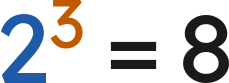 2³ = 8